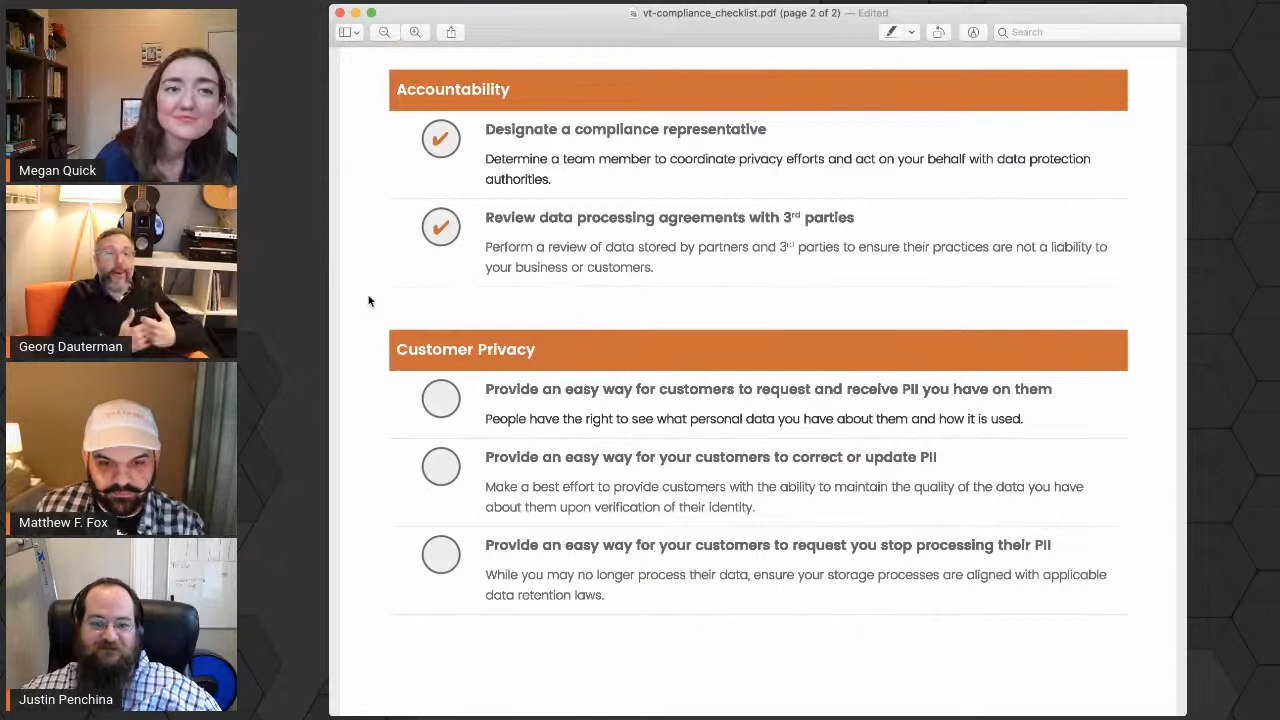 vt-compliance_checklist.pdf (page 2 of 2) — Edited
Search
Accountability
Designate a compliance representative
Determine a team member to coordinate privacy efforts and act on your behalf with data protection
authorities.
Review data processing agreements with 3rd parties
Perform a review of data stored by partners and 3rd parties to ensure their practices are not a liability to
your business or customers.
Customer Privacy
Provide an easy way for customers to request and receive PII you have on them
People have the right to see what personal data you have about them and how it is used.
Provide an easy way for your customers to correct or update PII
Make a best effort to provide customers with the ability to maintain the quality of the data you have
about them upon verification of their identity.
Provide an easy way for your customers to request you stop processing their PII
While you may no longer process their data, ensure your storage processes are aligned with applicable
data retention laws.
Megan Quick
Georg Dauterman
Matthew F. Fox
Justin Penchina